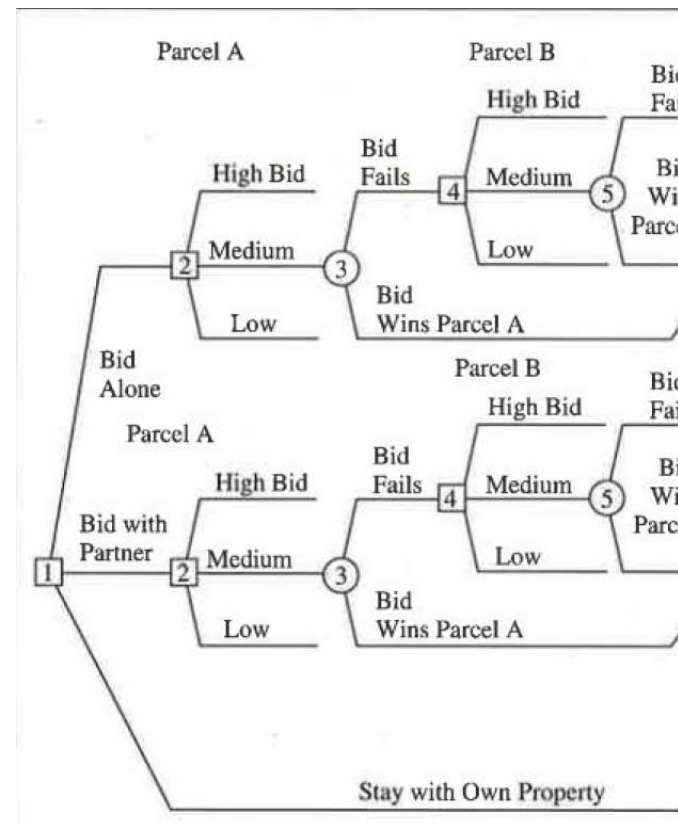 Parcel A
Parcel B
High Bid
Bid
Fails
High Bid
4
Medium
5
2
Medium
3
Low
Low
Bid
Wins Parcel A
Bid
Alone
Parcel B
Parcel A
High Bid
Bid
Fails
High Bid
4
Medium
5
Bid with
Partner
1
2
Medium
3
Low
Low
Bid
Wins Parcel A
Stay with Own Property